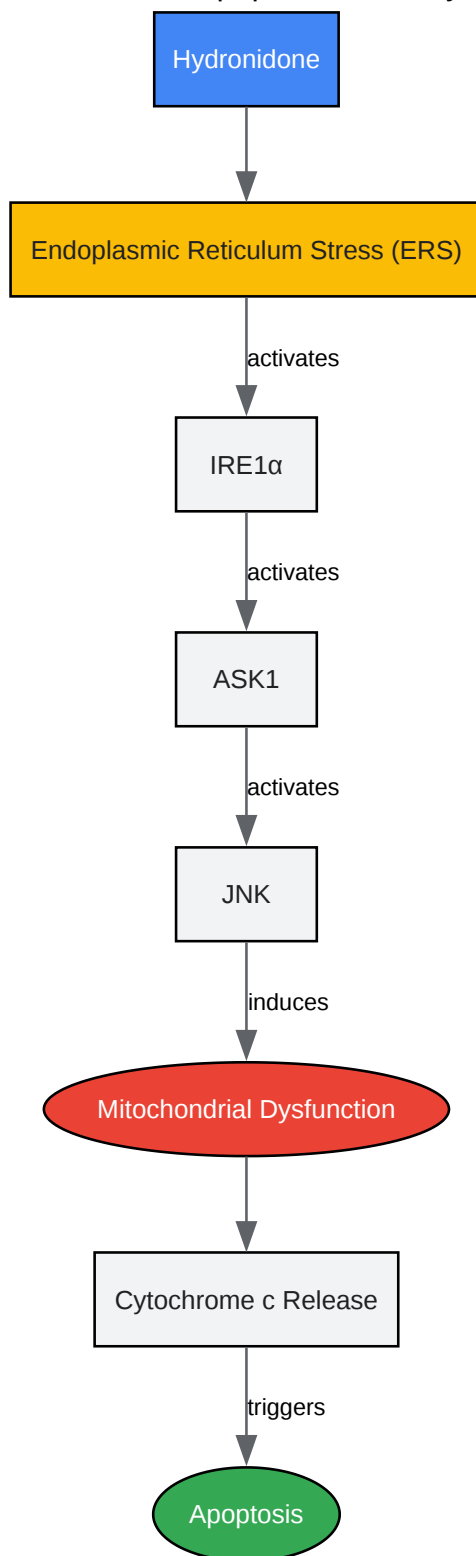 Hydronidone
Endoplasmic Reticulum Stress (ERS)
activates
IRE1α
activates
ASK1
activates
JNK
induces
Mitochondrial Dysfunction
Cytochrome c Release
triggers
Apoptosis